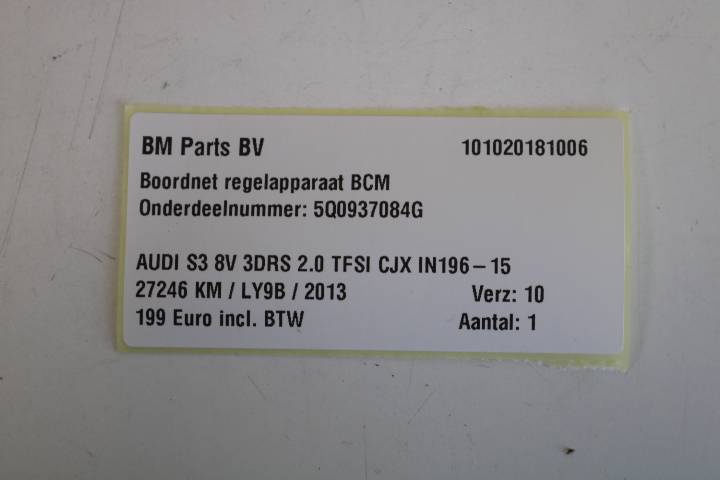 BM Parts BV 101020181006
Boordnet regelapparaat BCM
Onderdeelnummer: 5Q0937084G
AUDI S3 8V 3DRS 2.0 TFSI CJX IN196-15
27246 KM / LY9B / 2013 Verz: 10
199 Euro incl. BTW Aantal: 1